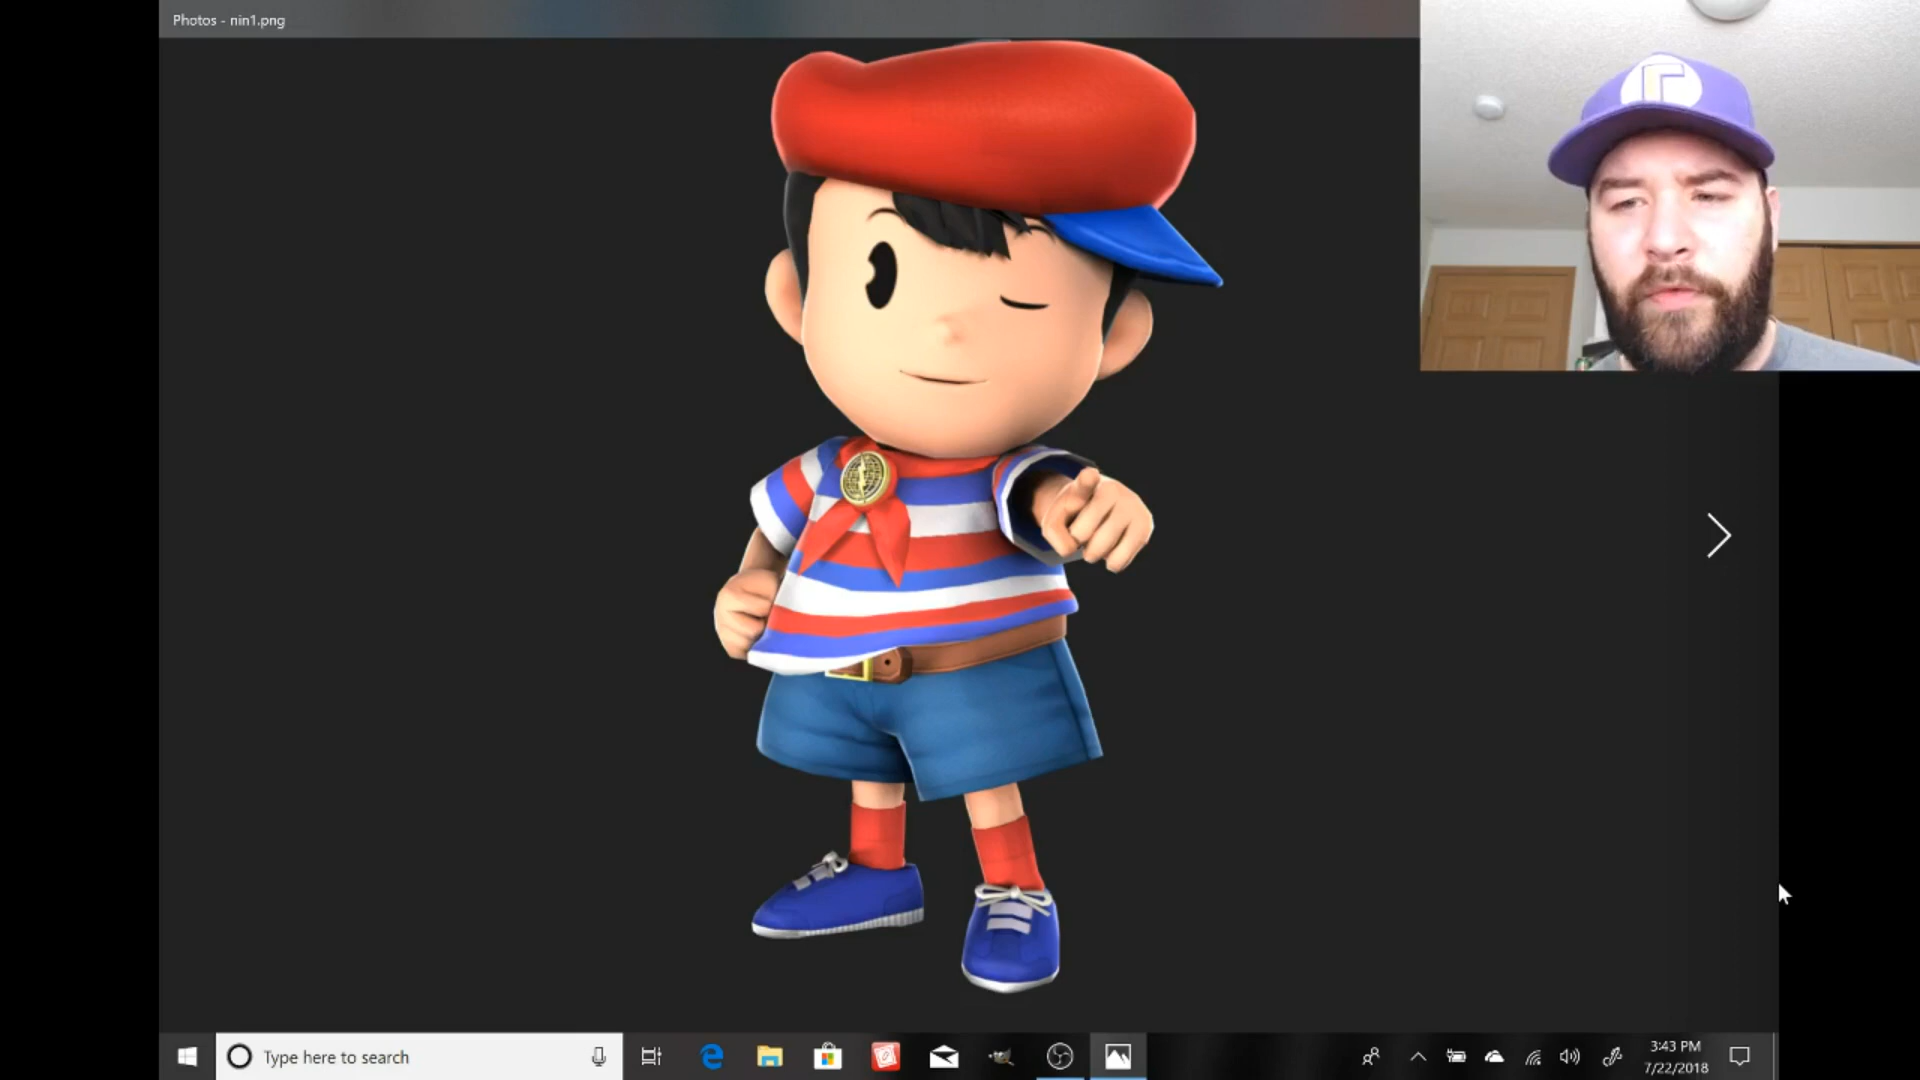 Photos - nin1.png
Type here to search
3:43 PM
7/22/2018